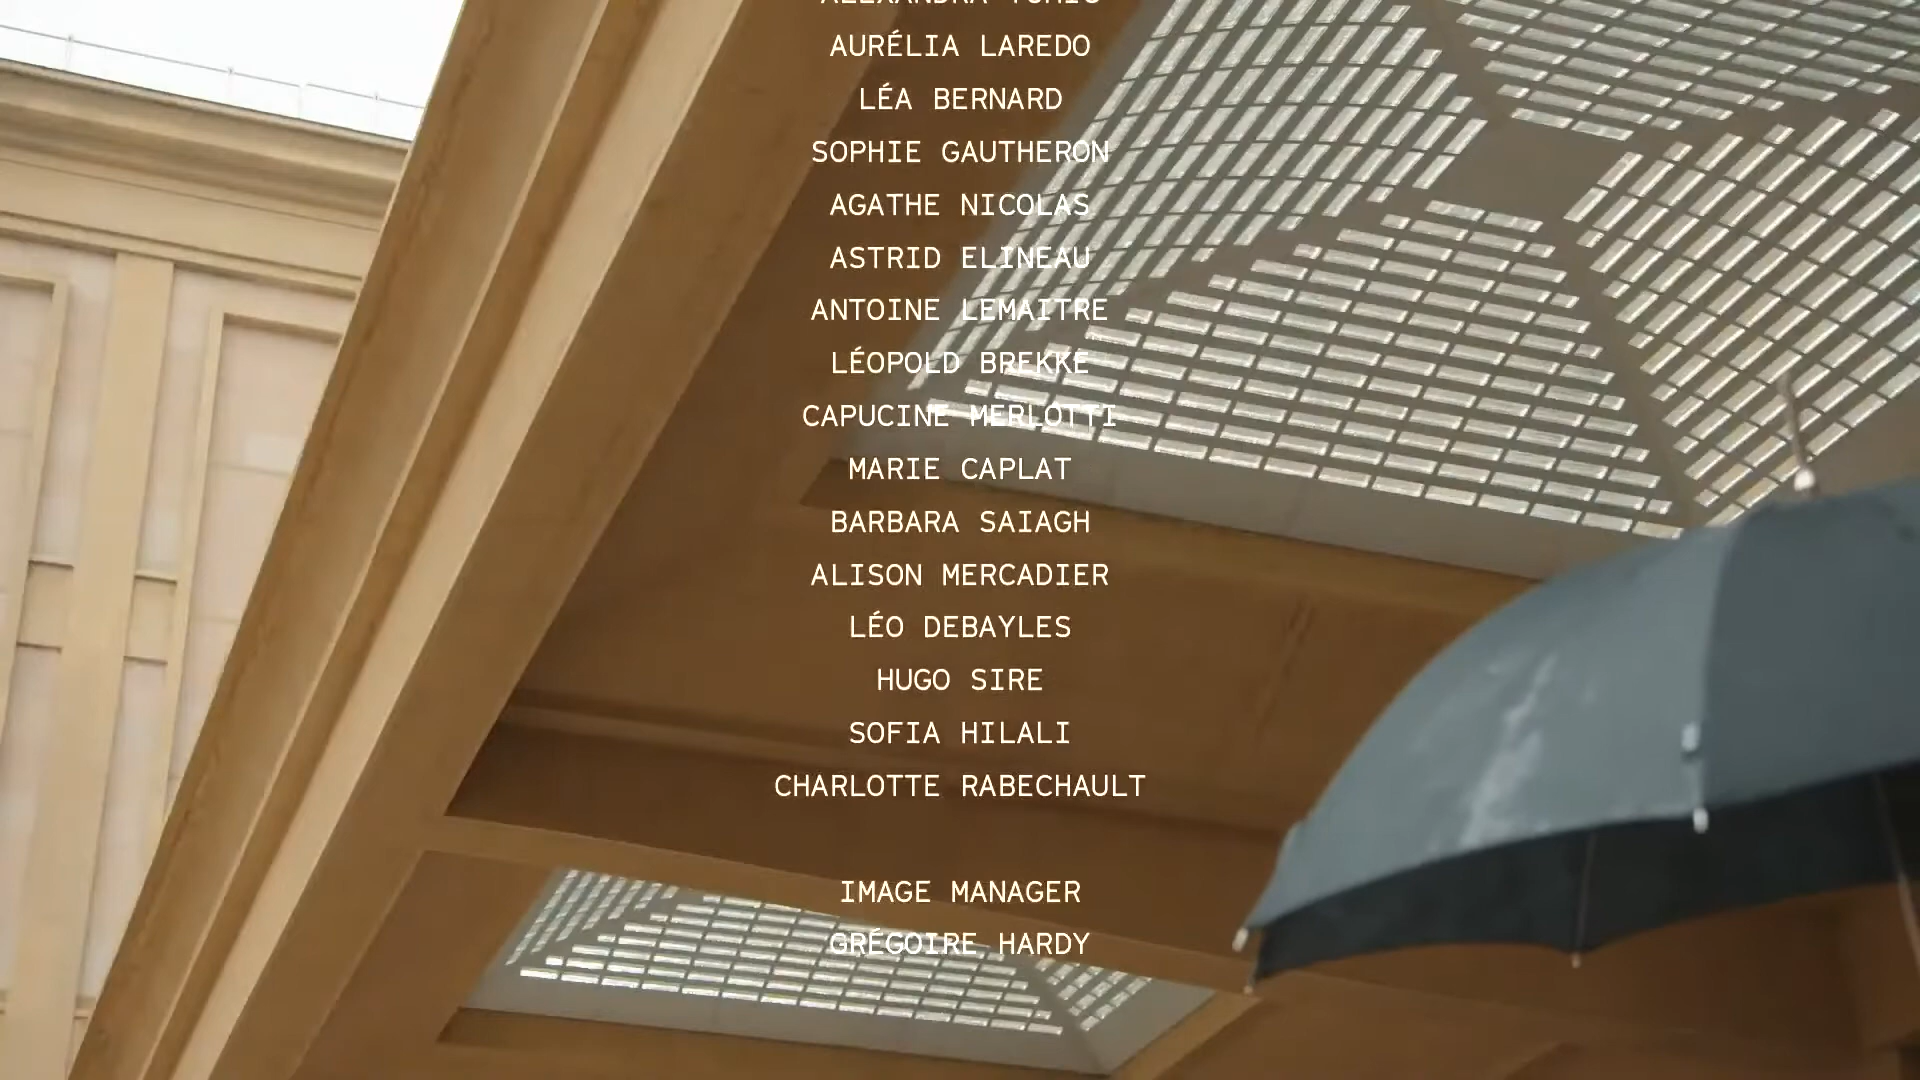 AURÉLIA LAREDO
LÉA BERNARD
SOPHIE GAUTHERON
AGATHE NICOLAS
ASTRID ELINEAU
ANTOINE LEMAITRE
LÉOPOLD BREKKE
CAPUCINE MERLOTTI
MARIE CAPLAT
BARBARA SAIAGH
ALISON MERCADIER
LÉO DEBAYLES
HUGO SIRE
SOFIA HILALI
CHARLOTTE RABECHAULT
IMAGE MANAGER
GRÉGOIRE HARDY